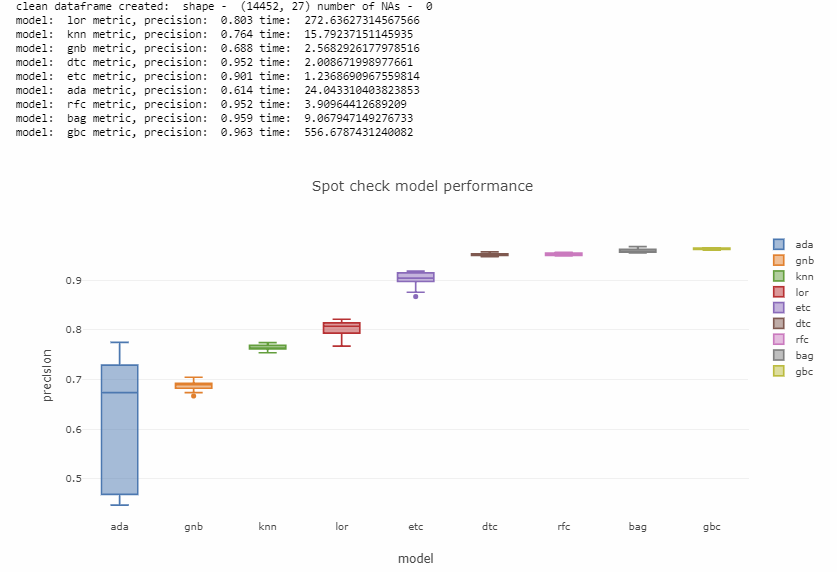 clean dataframe created:  shape -  (14452, 27) number of NAs -  0
model:  lor metric, precision:  0.803 time:  272.63627314567566
model:  knn metric, precision:  0.764 time:  15.79237151145935
model:  gnb metric, precision:  0.688 time:  2.5682926177978516
model:  dtc metric, precision:  0.952 time:  2.008671998977661
model:  etc metric, precision:  0.901 time:  1.2368690967559814
model:  ada metric, precision:  0.614 time:  24.043310403823853
model:  rfc metric, precision:  0.952 time:  3.90964412689209
model:  bag metric, precision:  0.959 time:  9.067947149276733
model:  gbc metric, precision:  0.963 time:  556.6787431240082
Spot check model performance
precision
0.9
0.8
0.7
0.6
0.5
ada gnb knn lor etc dtc rfc bag gbc
model
ada
gnb
knn
lor
etc
dtc
rfc
bag
gbc